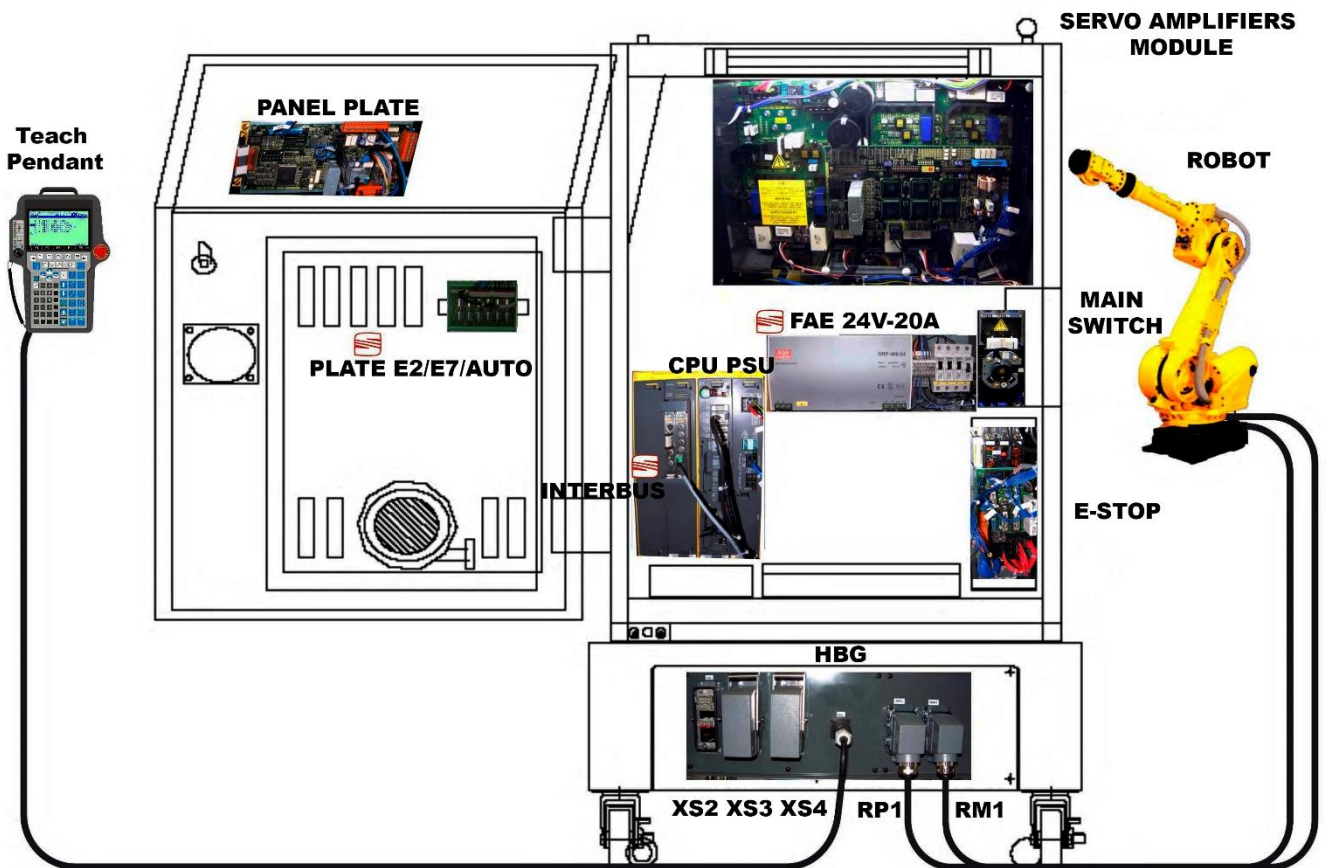 SERVO AMPLIFIERS
MODULE
PANEL PLATE
Teach
Pendant
ROBOT
MAIN
SWITCH
FAE 24V-20A
PLATE E2/E7/AUTO
CPU PSU
INTERBUS
E-STOP
HBG
XS2 XS3 XS4
RP1
RM1